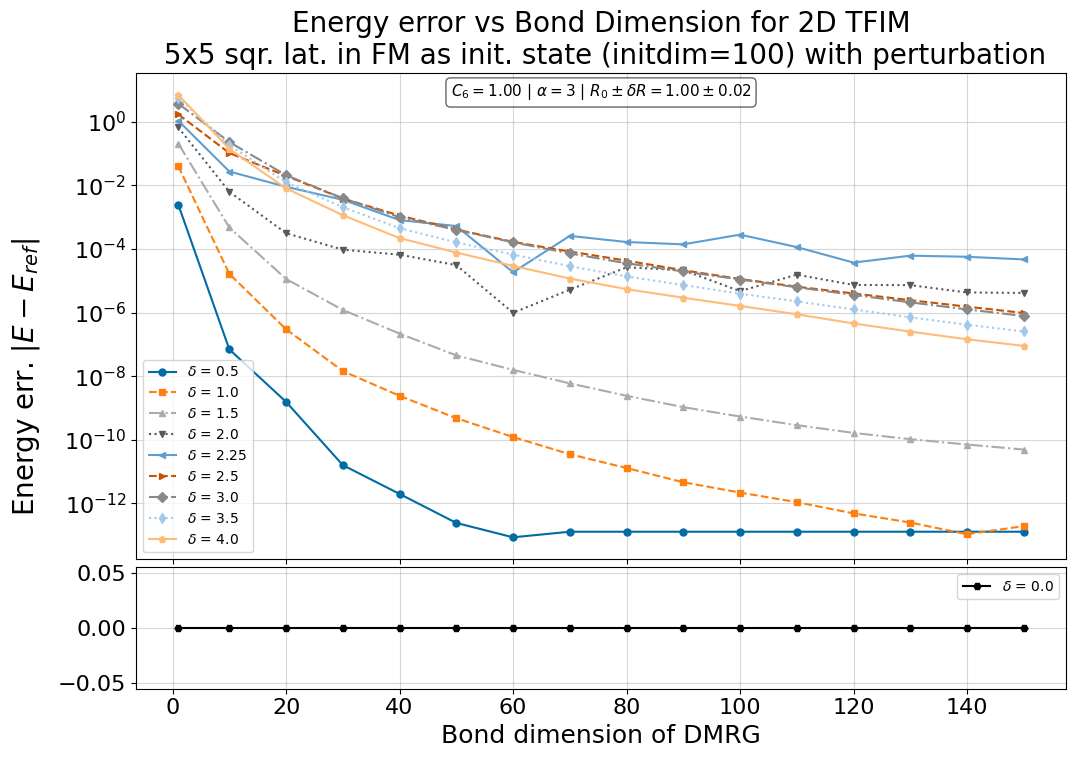 Energy error vs Bond Dimension for 2D TFIM
5x5 sqr. lat. in FM as init. state (initdim=100) with perturbation
C₆ = 1.00 | α = 3 | R₀ ± δR = 1.00 ± 0.02
Energy err. |E − E_ref|
10⁰
10⁻²
10⁻⁴
10⁻⁶
10⁻⁸
10⁻¹⁰
10⁻¹²
δ = 0.5
δ = 1.0
δ = 1.5
δ = 2.0
δ = 2.25
δ = 2.5
δ = 3.0
δ = 3.5
δ = 4.0
0.05
0.00
−0.05
δ = 0.0
0 20 40 60 80 100 120 140
Bond dimension of DMRG